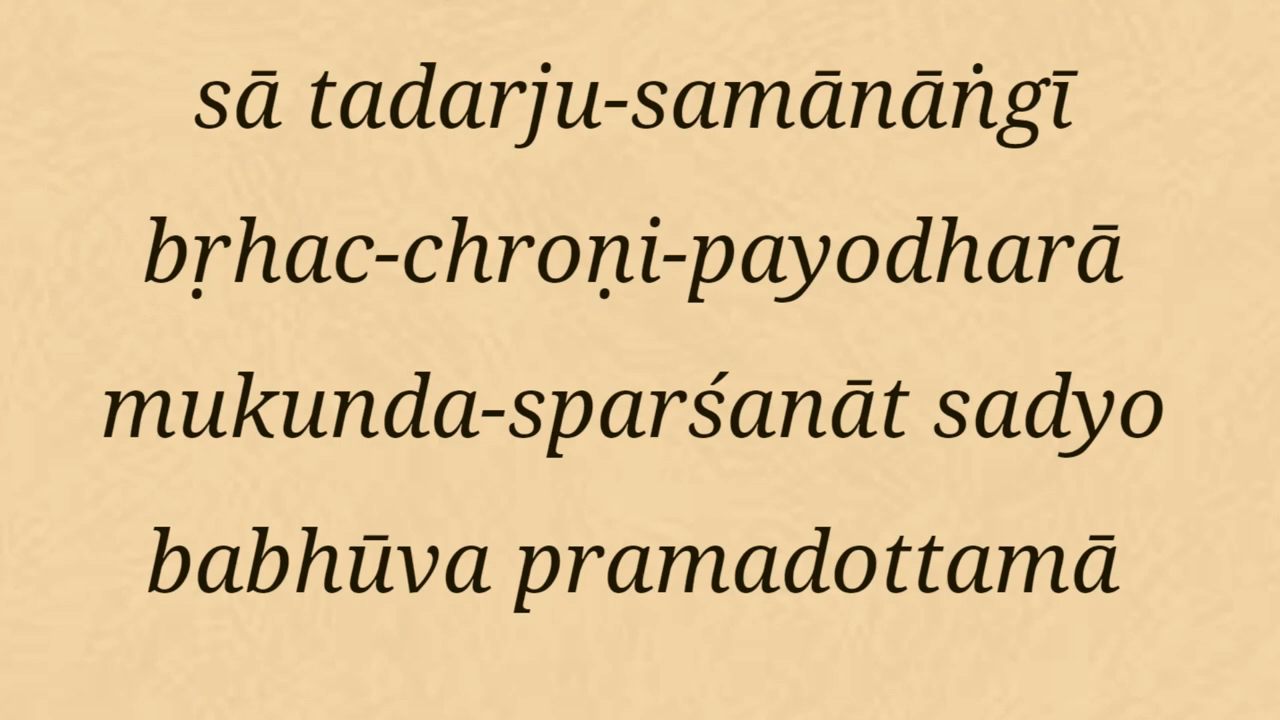 sā tadarju-samānāṅgī
bṛhac-chroṇi-payodharā
mukunda-sparśanāt sadyo
babhūva pramadottamā